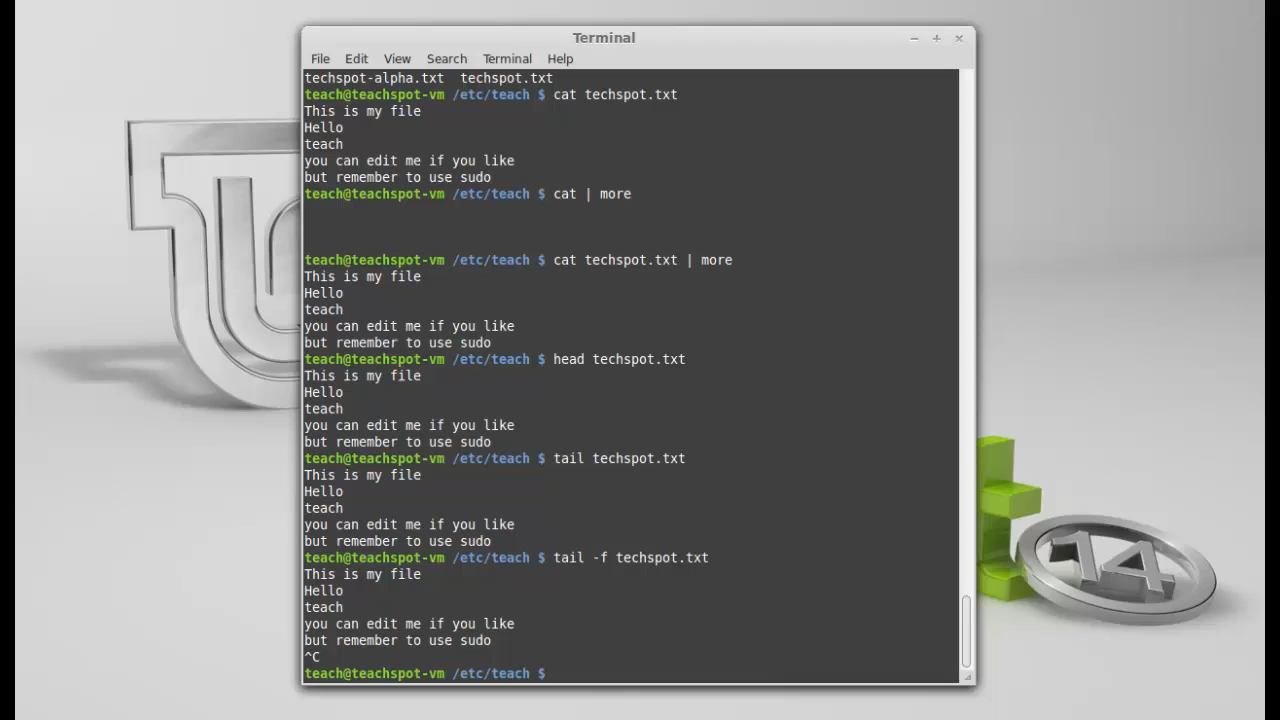 Terminal
File Edit View Search Terminal Help
techspot-alpha.txt  techspot.txt
teach@teachspot-vm /etc/teach $ cat techspot.txt
This is my file
Hello
teach
you can edit me if you like
but remember to use sudo
teach@teachspot-vm /etc/teach $ cat | more
teach@teachspot-vm /etc/teach $ cat techspot.txt | more
This is my file
Hello
teach
you can edit me if you like
but remember to use sudo
teach@teachspot-vm /etc/teach $ head techspot.txt
This is my file
Hello
teach
you can edit me if you like
but remember to use sudo
teach@teachspot-vm /etc/teach $ tail techspot.txt
This is my file
Hello
teach
you can edit me if you like
but remember to use sudo
teach@teachspot-vm /etc/teach $ tail -f techspot.txt
This is my file
Hello
teach
you can edit me if you like
but remember to use sudo
^C
teach@teachspot-vm /etc/teach $
14